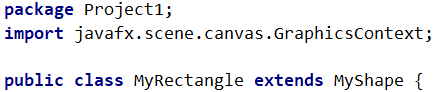 package Project1;
import javafx.scene.canvas.GraphicsContext;
public class MyRectangle extends MyShape {